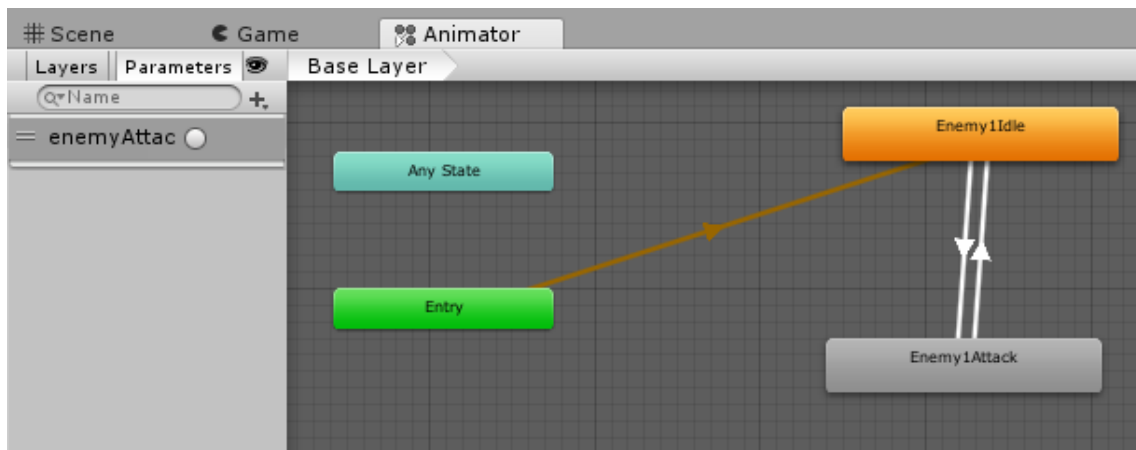 Scene Game Animator
Layers Parameters Base Layer
Name
enemyAttac
Enemy1Idle
Any State
Entry
Enemy1Attack